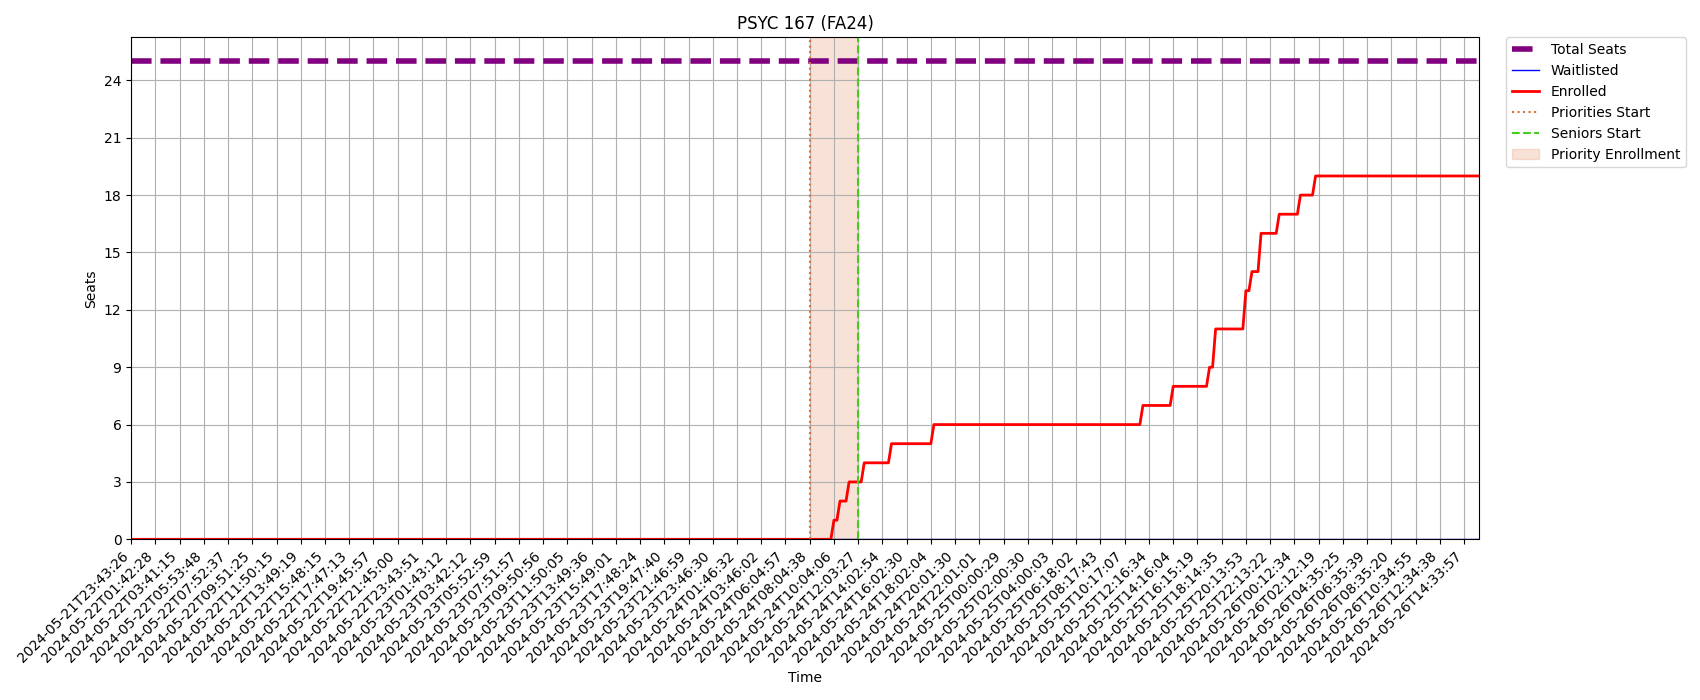 PSYC 167 (FA24)
Total Seats
Waitlisted
Enrolled
Priorities Start
Seniors Start
Priority Enrollment
Seats
24
21
18
15
12
9
6
3
0
2024-05-21T23:43:26
2024-05-22T01:42:28
2024-05-22T03:41:15
2024-05-22T05:53:48
2024-05-22T07:52:37
2024-05-22T09:51:25
2024-05-22T11:50:15
2024-05-22T13:49:19
2024-05-22T15:48:15
2024-05-22T17:47:13
2024-05-22T19:45:57
2024-05-22T21:45:00
2024-05-22T23:43:51
2024-05-23T01:43:12
2024-05-23T03:42:12
2024-05-23T05:52:59
2024-05-23T07:51:57
2024-05-23T09:50:56
2024-05-23T11:50:05
2024-05-23T13:49:36
2024-05-23T15:49:01
2024-05-23T17:48:24
2024-05-23T19:47:40
2024-05-23T21:46:59
2024-05-23T23:46:30
2024-05-24T01:46:32
2024-05-24T03:46:02
2024-05-24T06:04:57
2024-05-24T08:04:38
2024-05-24T10:04:06
2024-05-24T12:03:27
2024-05-24T14:02:54
2024-05-24T16:02:30
2024-05-24T18:02:04
2024-05-24T20:01:30
2024-05-24T22:01:01
2024-05-25T00:00:29
2024-05-25T02:00:30
2024-05-25T04:00:03
2024-05-25T06:18:02
2024-05-25T08:17:43
2024-05-25T10:17:07
2024-05-25T12:16:34
2024-05-25T14:16:04
2024-05-25T16:15:19
2024-05-25T18:14:35
2024-05-25T20:13:53
2024-05-25T22:13:22
2024-05-26T00:12:34
2024-05-26T02:12:19
2024-05-26T04:35:25
2024-05-26T06:35:39
2024-05-26T08:35:20
2024-05-26T10:34:55
2024-05-26T12:34:38
2024-05-26T14:33:57
Time